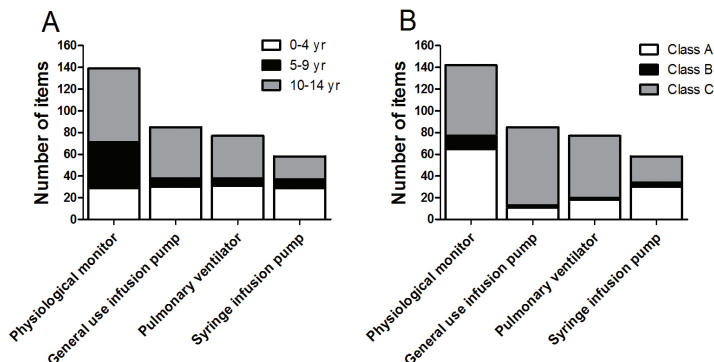 A
0-4 yr
5-9 yr
10-14 yr
Number of items
160
140
120
100
80
60
40
20
0
Physiological monitor
General use infusion pump
Pulmonary ventilator
Syringe infusion pump
B
Class A
Class B
Class C
Number of items
160
140
120
100
80
60
40
20
0
Physiological monitor
General use infusion pump
Pulmonary ventilator
Syringe infusion pump